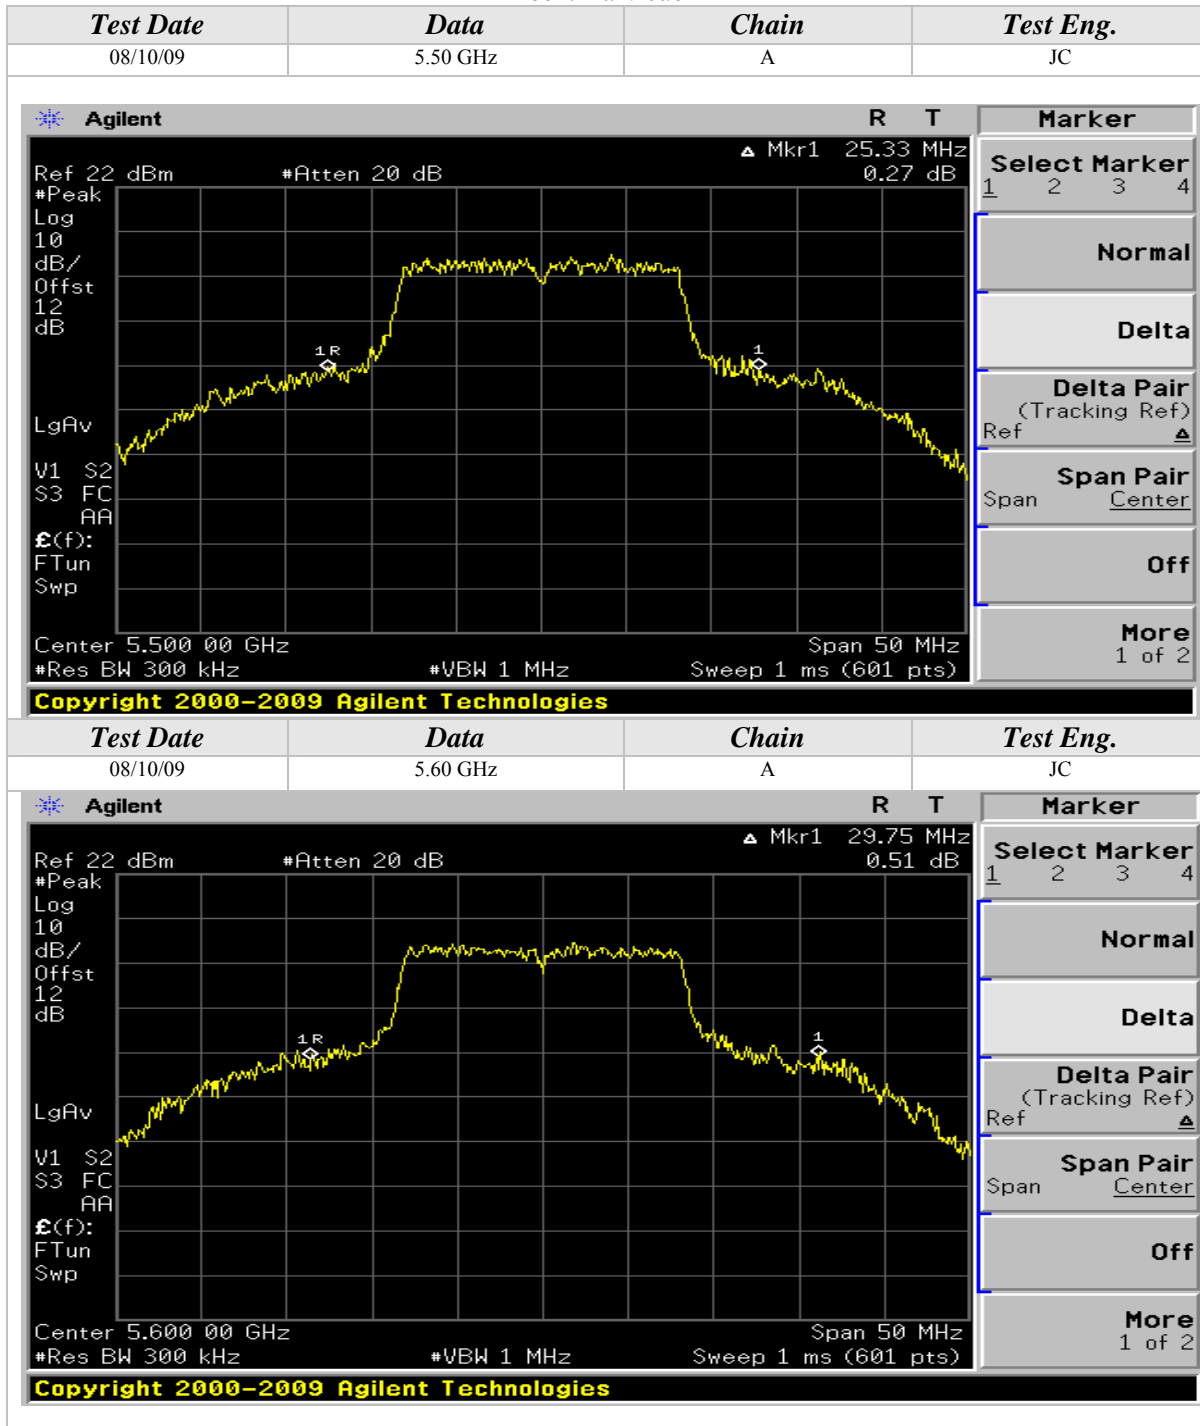 Test Date Data Chain Test Eng.
08/10/09 5.50 GHz A JC
Agilent R T Marker
Δ Mkr1 25.33 MHz
Ref 22 dBm #Atten 20 dB 0.27 dB
Select Marker
1 2 3 4
#Peak
Log
10
dB/
Offst
12
dB
Normal
Delta
1R
1
Delta Pair
(Tracking Ref)
Ref Δ
LgAv
V1 S2
S3 FC
AA
Span Pair
Span Center
£(f):
FTun
Swp
Off
Center 5.500 00 GHz Span 50 MHz
#Res BW 300 kHz #VBW 1 MHz Sweep 1 ms (601 pts)
More
1 of 2
Copyright 2000-2009 Agilent Technologies
Test Date Data Chain Test Eng.
08/10/09 5.60 GHz A JC
Agilent R T Marker
Δ Mkr1 29.75 MHz
Ref 22 dBm #Atten 20 dB 0.51 dB
Select Marker
1 2 3 4
#Peak
Log
10
dB/
Offst
12
dB
Normal
Delta
1R
1
Delta Pair
(Tracking Ref)
Ref Δ
LgAv
V1 S2
S3 FC
AA
Span Pair
Span Center
£(f):
FTun
Swp
Off
Center 5.600 00 GHz Span 50 MHz
#Res BW 300 kHz #VBW 1 MHz Sweep 1 ms (601 pts)
More
1 of 2
Copyright 2000-2009 Agilent Technologies